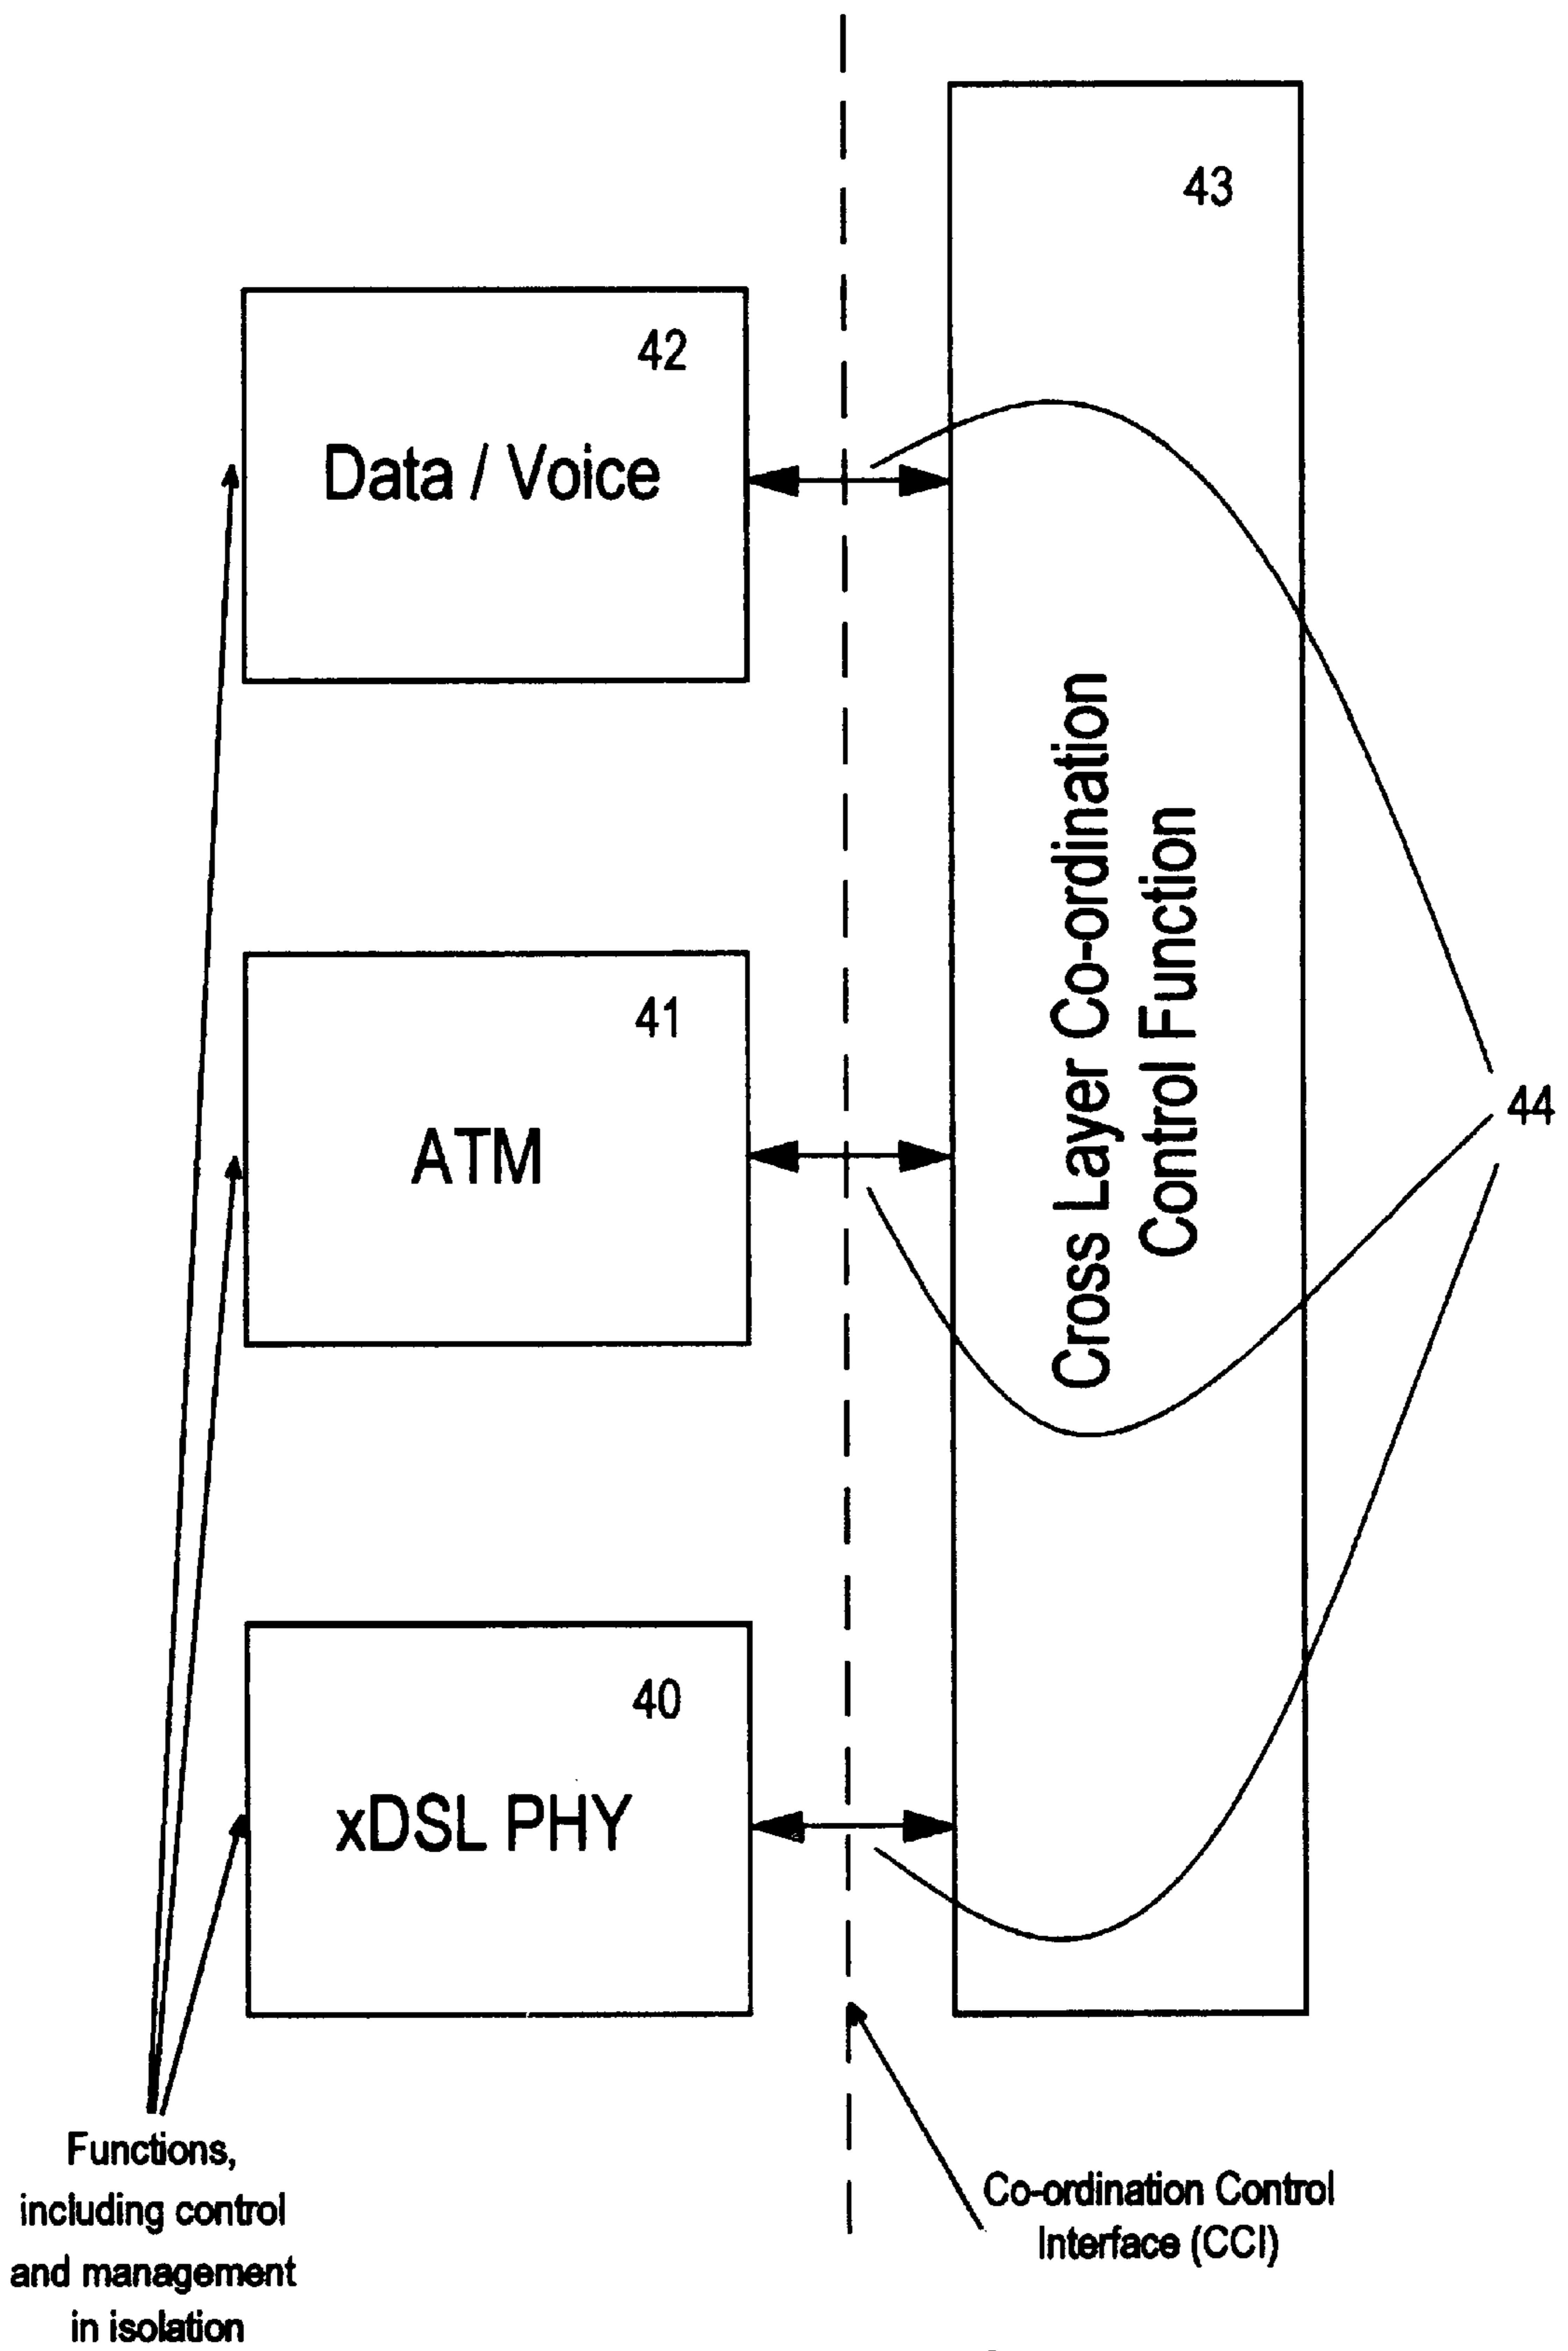 43
42
Data / Voice
Cross Layer Co-ordination
Control Function
41
ATM
44
40
xDSL PHY
Functions,
including control
and management
in isolation
Co-ordination Control
Interface (CCI)